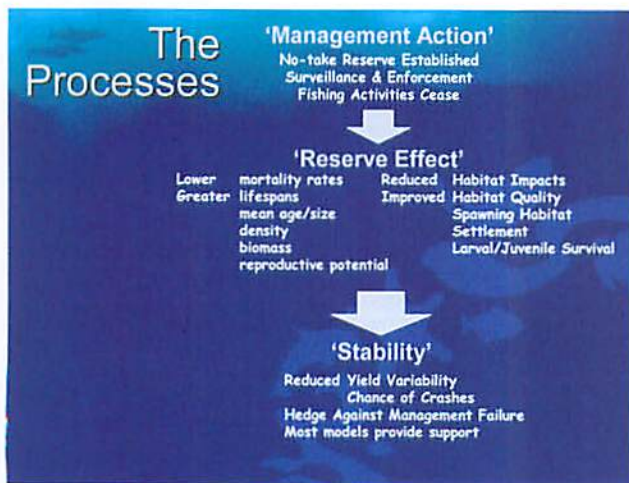 The
Processes
'Management Action'
No-take Reserve Established
Surveillance & Enforcement
Fishing Activities Cease
'Reserve Effect'
Lower mortality rates
Greater lifespans
mean age/size
density
biomass
reproductive potential
Reduced Habitat Impacts
Improved Habitat Quality
Spawning Habitat
Settlement
Larval/Juvenile Survival
'Stability'
Reduced Yield Variability
Chance of Crashes
Hedge Against Management Failure
Most models provide support